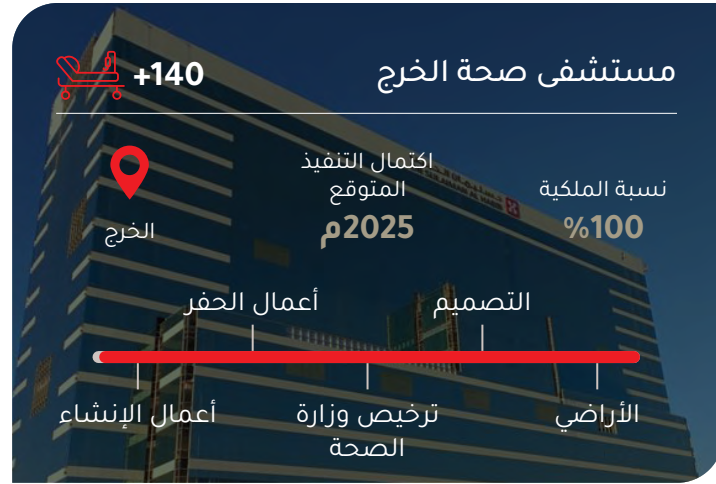 مستشفى صحة الخرج
+140
نسبة الملكية
%100
اكتمال التنفيذ
المتوقع
2025م
الخرج
التصميم
أعمال الحفر
الأراضي
ترخيص وزارة
الصحة
أعمال الإنشاء